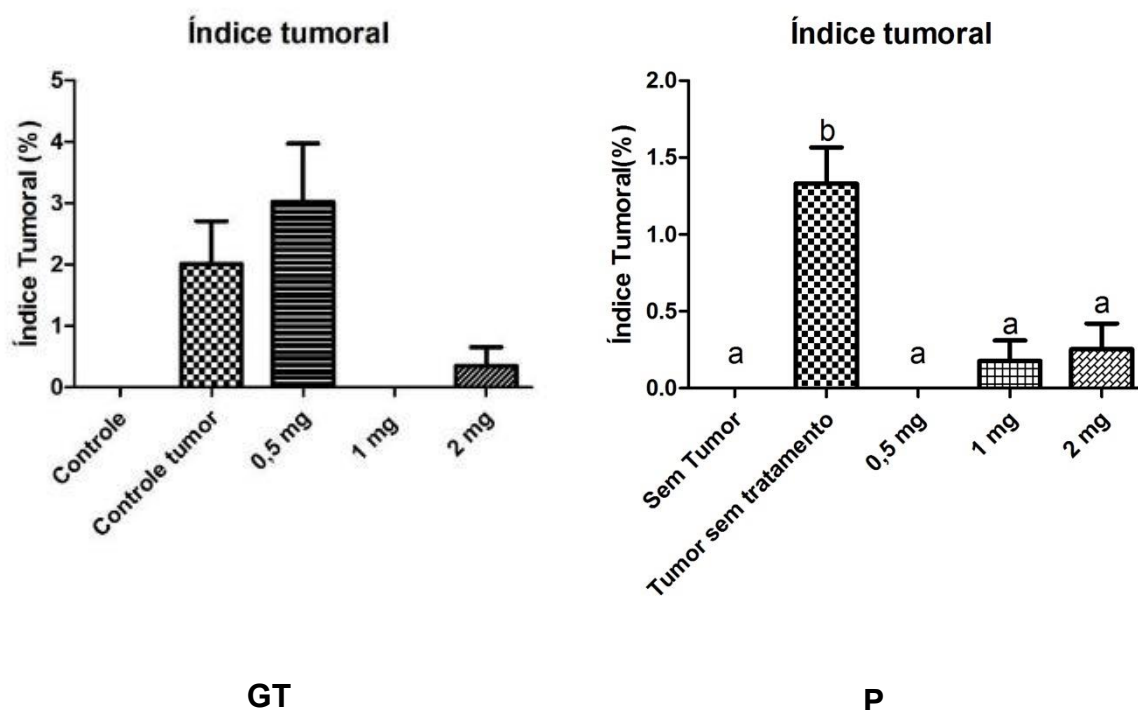 Índice tumoral
Índice Tumoral (%)
5
4
3
2
1
0
Controle
Controle tumor
0,5 mg
1 mg
2 mg
GT
Índice tumoral
Índice Tumoral(%)
2.0
1.5
1.0
0.5
0.0
a
b
a
a
a
Sem Tumor
Tumor sem tratamento
0,5 mg
1 mg
2 mg
P